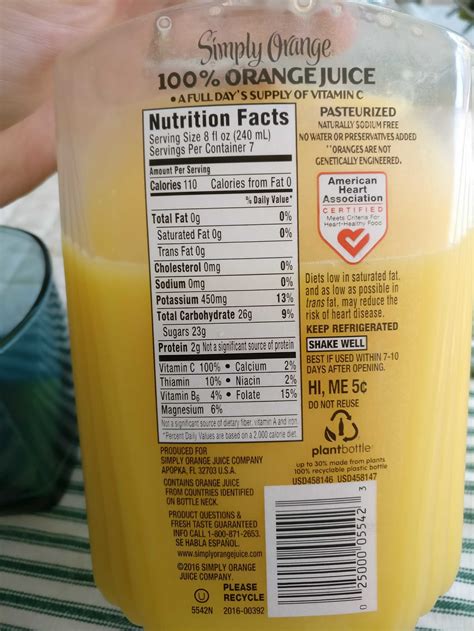 Simply Orange
100% ORANGE JUICE
• A FULL DAY'S SUPPLY OF VITAMIN C
Nutrition Facts
Serving Size 8 fl oz (240 mL)
Servings Per Container 7
Amount Per Serving
Calories 110 Calories from Fat 0
% Daily Value*
Total Fat 0g 0%
Saturated Fat 0g 0%
Trans Fat 0g
Cholesterol 0mg 0%
Sodium 0mg 0%
Potassium 450mg 13%
Total Carbohydrate 26g 9%
Sugars 23g
Protein 2g Not a significant source of protein
Vitamin C 100% • Calcium 2%
Thiamin 10% • Niacin 2%
Vitamin B6 4% • Folate 15%
Magnesium 6%
Not a significant source of dietary fiber, vitamin A and iron.
*Percent Daily Values are based on a 2,000 calorie diet.
PRODUCED FOR
SIMPLY ORANGE JUICE COMPANY
APOPKA, FL 32703 U.S.A.
CONTAINS ORANGE JUICE
FROM COUNTRIES IDENTIFIED
ON BOTTLE NECK.
PRODUCT QUESTIONS &
FRESH TASTE GUARANTEED
INFO CALL 1-800-871-2653.
SE HABLA ESPAÑOL.
www.simplyorangejuice.com
©2016 SIMPLY ORANGE
JUICE COMPANY.
U PLEASE
RECYCLE
5542N 2016-00392
PASTEURIZED
NATURALLY SODIUM FREE
NO WATER OR PRESERVATIVES ADDED
**ORANGES ARE NOT
GENETICALLY ENGINEERED.
American
Heart
Association
CERTIFIED
Meets Criteria For
Heart-Healthy Food
Diets low in saturated fat,
and as low as possible in
trans fat, may reduce the
risk of heart disease.
KEEP REFRIGERATED
SHAKE WELL
BEST IF USED WITHIN 7-10
DAYS AFTER OPENING.
HI, ME 5¢
DO NOT REUSE
plantbottle
up to 30% made from plants
100% recyclable plastic bottle
USD458146 USD458147
0 25000 05542 3